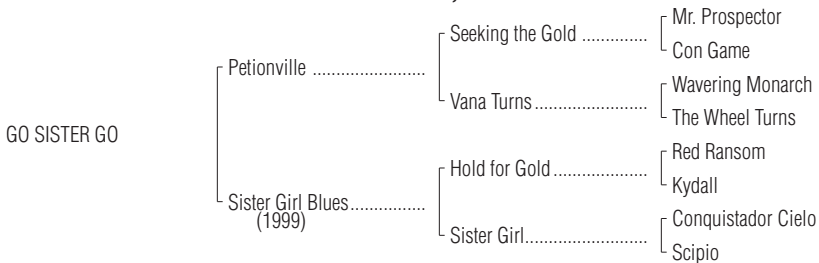 Mr. Prospector
Seeking the Gold ..............
Con Game
Petionville ........................
Wavering Monarch
Vana Turns.........................
The Wheel Turns
GO SISTER GO
Red Ransom
Hold for Gold.....................
Kydall
Sister Girl Blues................
(1999)
Conquistador Cielo
Sister Girl...........................
Scipio